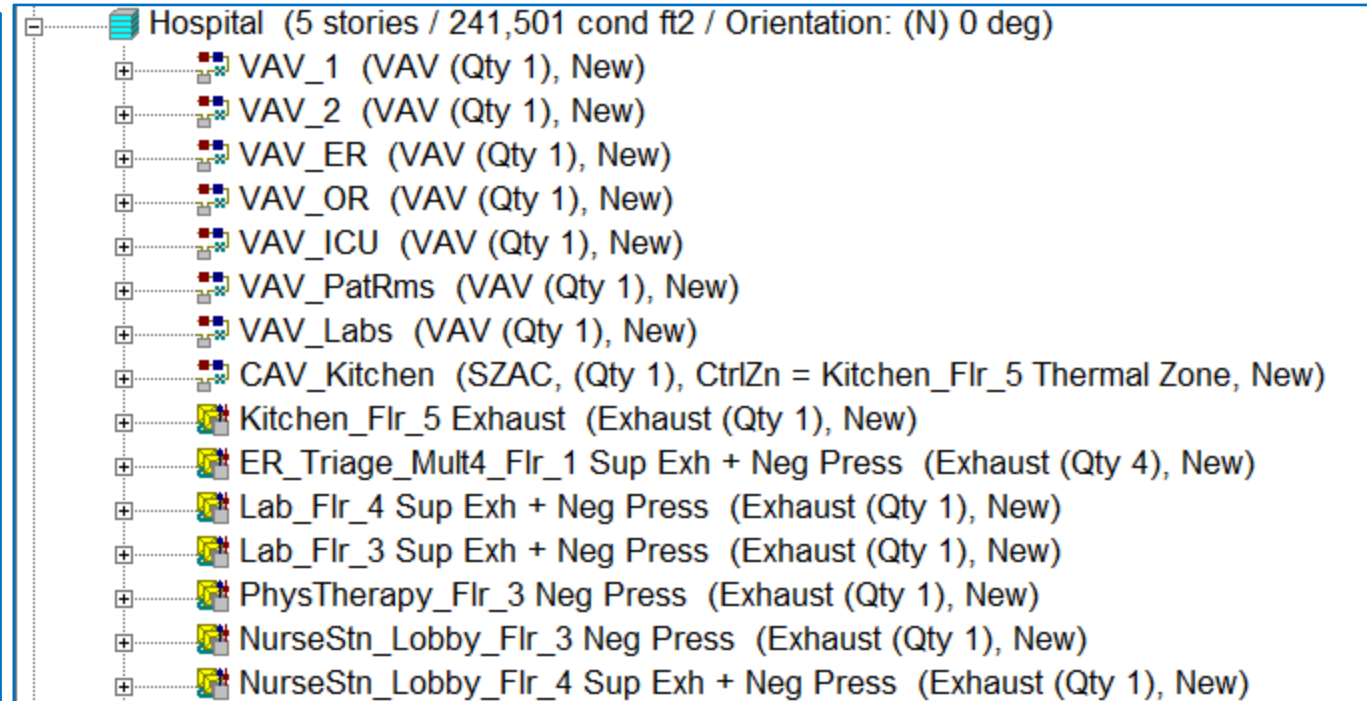 Hospital (5 stories / 241,501 cond ft2 / Orientation: (N) 0 deg)
VAV_1 (VAV (Qty 1), New)
VAV_2 (VAV (Qty 1), New)
VAV_ER (VAV (Qty 1), New)
VAV_OR (VAV (Qty 1), New)
VAV_ICU (VAV (Qty 1), New)
VAV_PatRms (VAV (Qty 1), New)
VAV_Labs (VAV (Qty 1), New)
CAV_Kitchen (SZAC, (Qty 1), CtrlZn = Kitchen_Flr_5 Thermal Zone, New)
Kitchen_Flr_5 Exhaust (Exhaust (Qty 1), New)
ER_Triage_Mult4_Flr_1 Sup Exh + Neg Press (Exhaust (Qty 4), New)
Lab_Flr_4 Sup Exh + Neg Press (Exhaust (Qty 1), New)
Lab_Flr_3 Sup Exh + Neg Press (Exhaust (Qty 1), New)
PhysTherapy_Flr_3 Neg Press (Exhaust (Qty 1), New)
NurseStn_Lobby_Flr_3 Neg Press (Exhaust (Qty 1), New)
NurseStn_Lobby_Flr_4 Sup Exh + Neg Press (Exhaust (Qty 1), New)